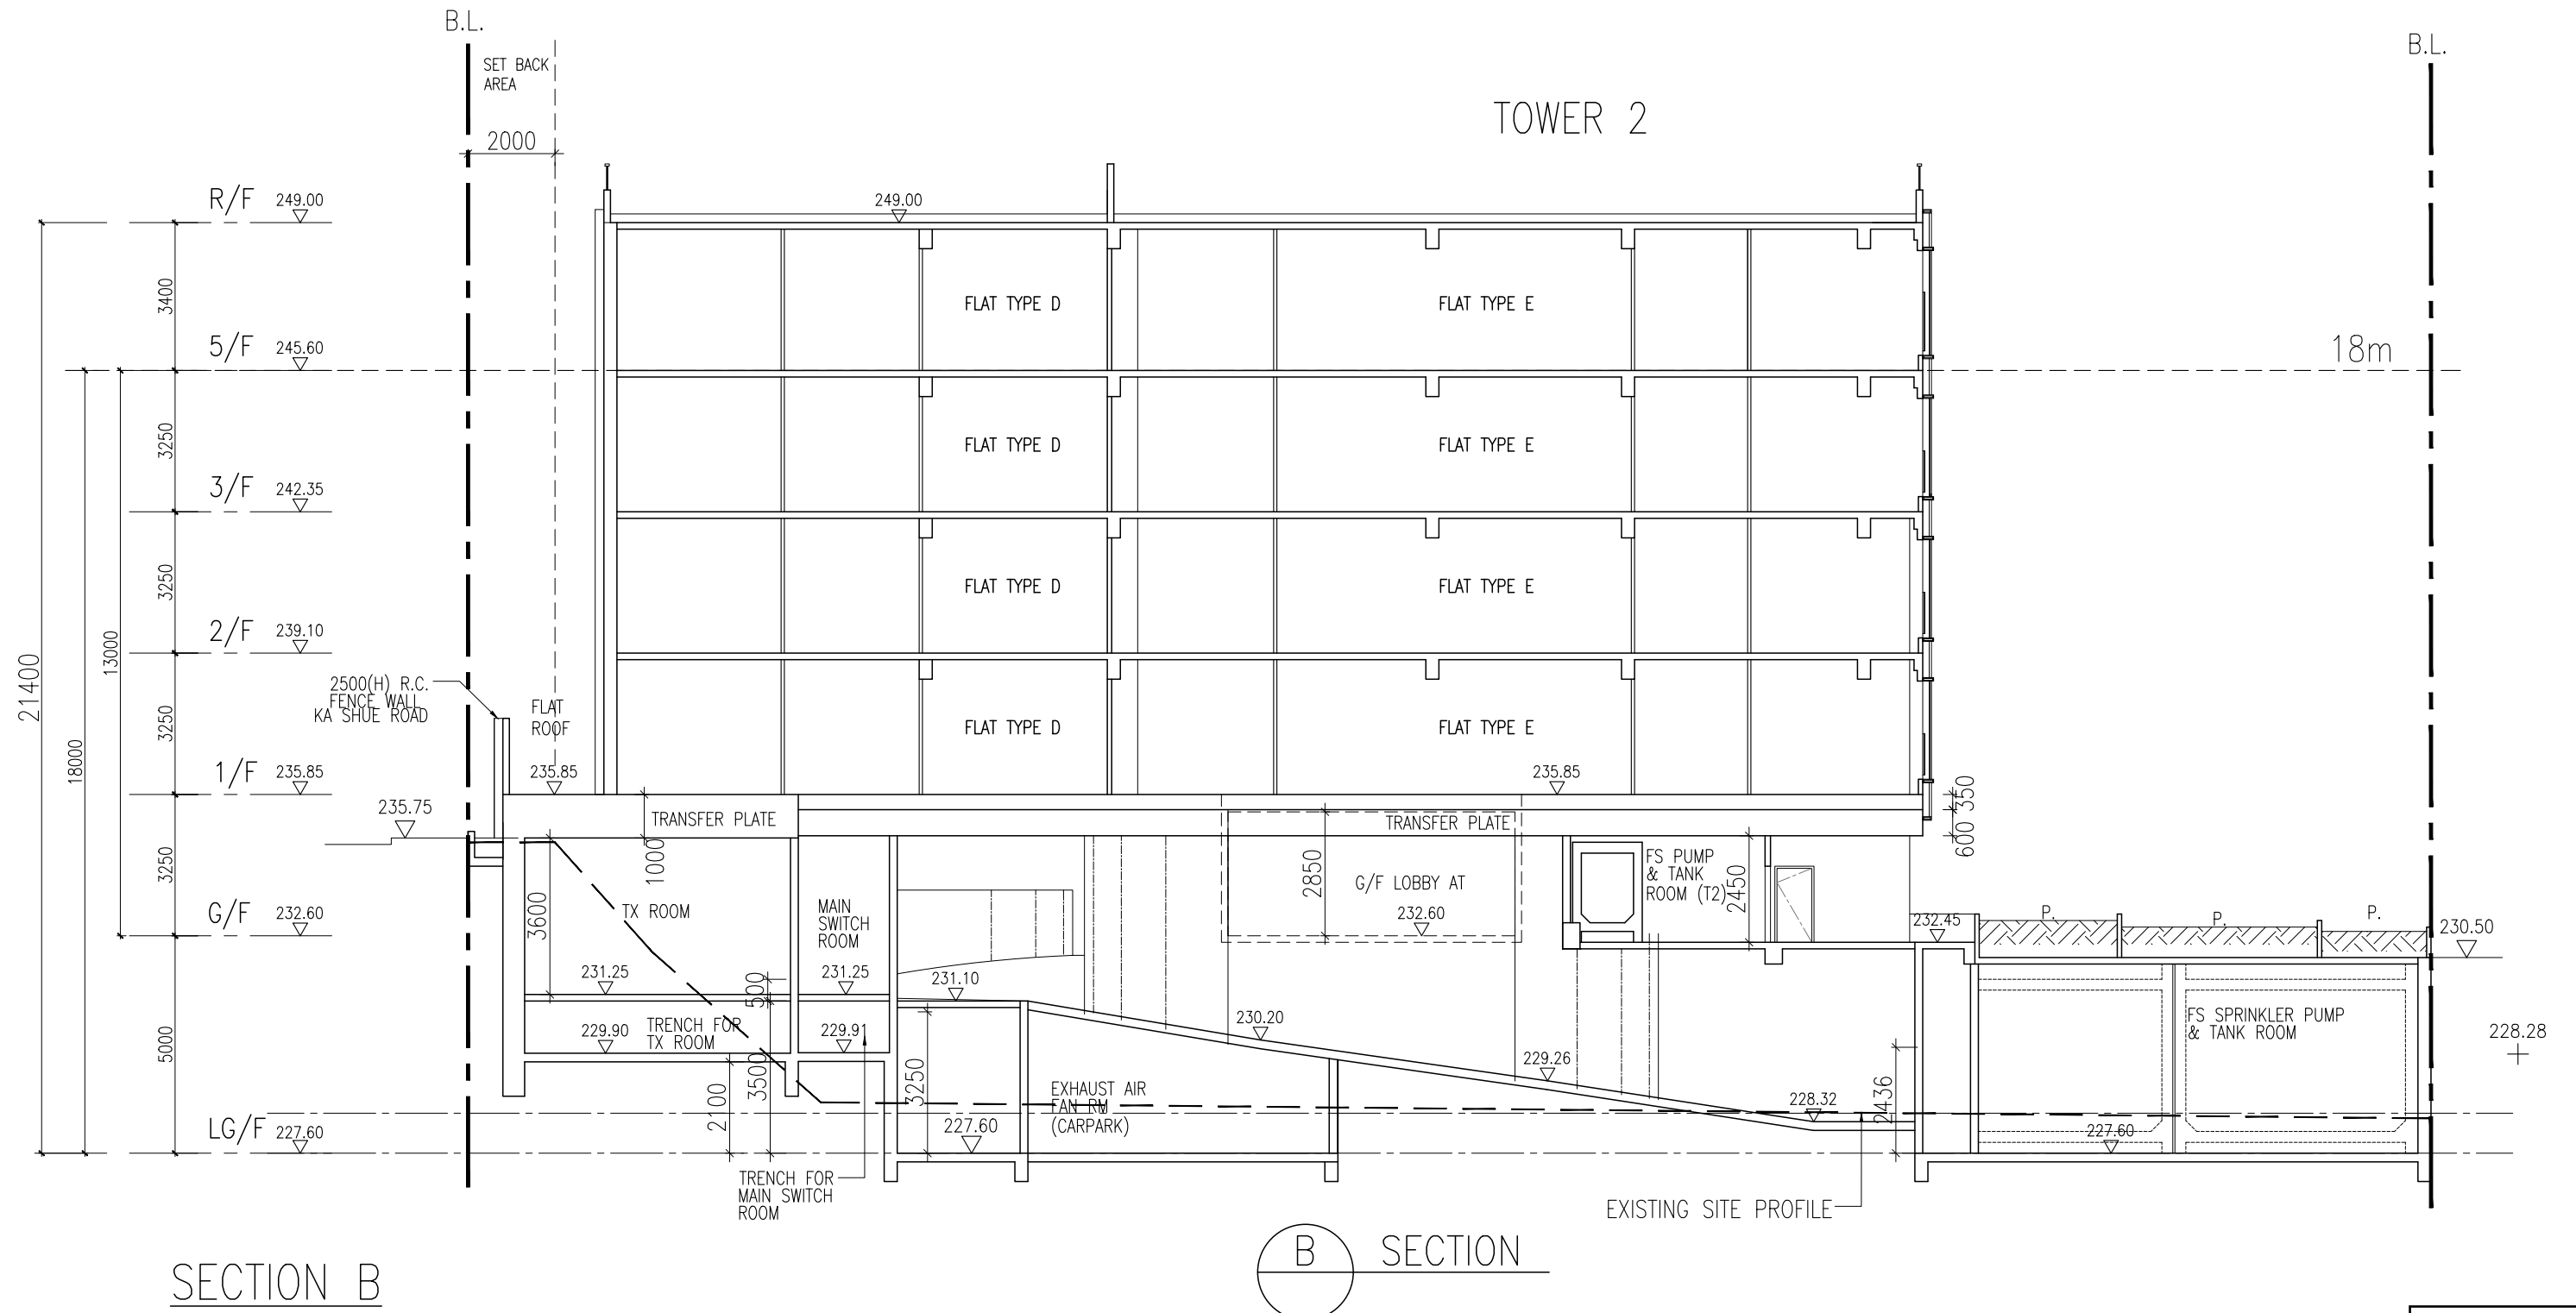 B.L.
B.L.
SET BACK
AREA
TOWER 2
2000
R/F 249.00
249.00
3400
FLAT TYPE D
FLAT TYPE E
5/F 245.60
18m
3250
FLAT TYPE D
FLAT TYPE E
3/F 242.35
3250
FLAT TYPE D
FLAT TYPE E
2/F 239.10
13000
21400
18000
2500(H) R.C.
FENCE WALL
KA SHUE ROAD
FLAT
ROOF
3250
FLAT TYPE D
FLAT TYPE E
1/F 235.85
235.85
235.85
350
600
235.75
TRANSFER PLATE
TRANSFER PLATE
1000
3250
3600
TX ROOM
MAIN
SWITCH
ROOM
2850
G/F LOBBY AT
232.60
FS PUMP
& TANK
ROOM (T2)
2450
G/F 232.60
232.45
P.
P.
P.
230.50
231.25
500
231.25
231.10
5000
229.90
TRENCH FOR
TX ROOM
229.91
230.20
229.26
228.32
FS SPRINKLER PUMP
& TANK ROOM
228.28
2100
3500
3250
EXHAUST AIR
FAN RM
(CARPARK)
2436
LG/F 227.60
227.60
227.60
TRENCH FOR
MAIN SWITCH
ROOM
EXISTING SITE PROFILE
SECTION B
B SECTION